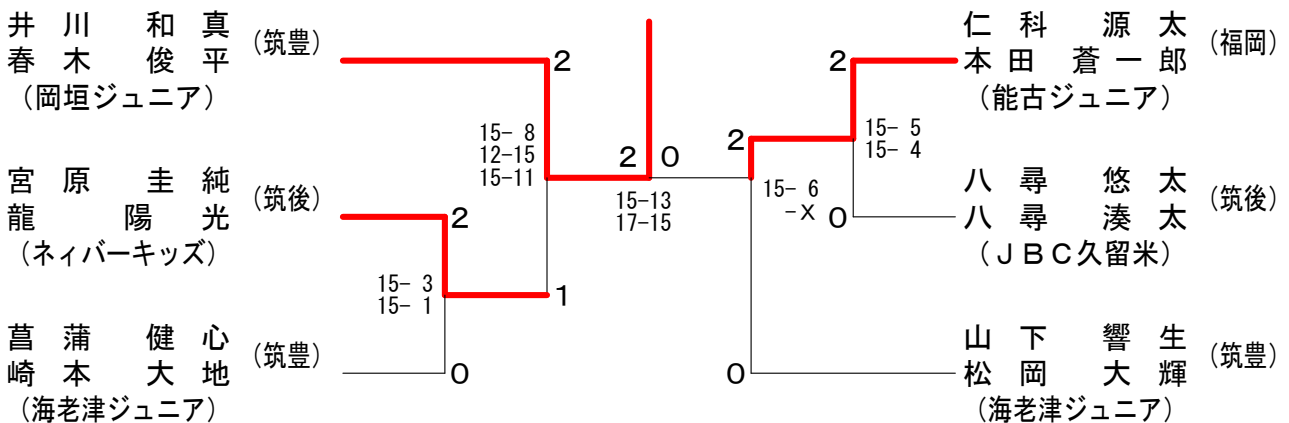 井川 和真
春木 俊平
(筑豊)
(岡垣ジュニア)
2
15- 8
12-15
15-11
宮原 圭純
龍 陽光
(筑後)
(ネィバーキッズ)
2
15- 3
15- 1
1
菖蒲 健心
崎本 大地
(筑豊)
(海老津ジュニア)
0
2 0
15-13
17-15
仁科 源太
本田 蒼一郎
(福岡)
(能古ジュニア)
2
15- 5
15- 4
2
15- 6
-X
八尋 悠太
八尋 湊太
(筑後)
(JBC久留米)
0
山下 響生
松岡 大輝
(筑豊)
(海老津ジュニア)
0